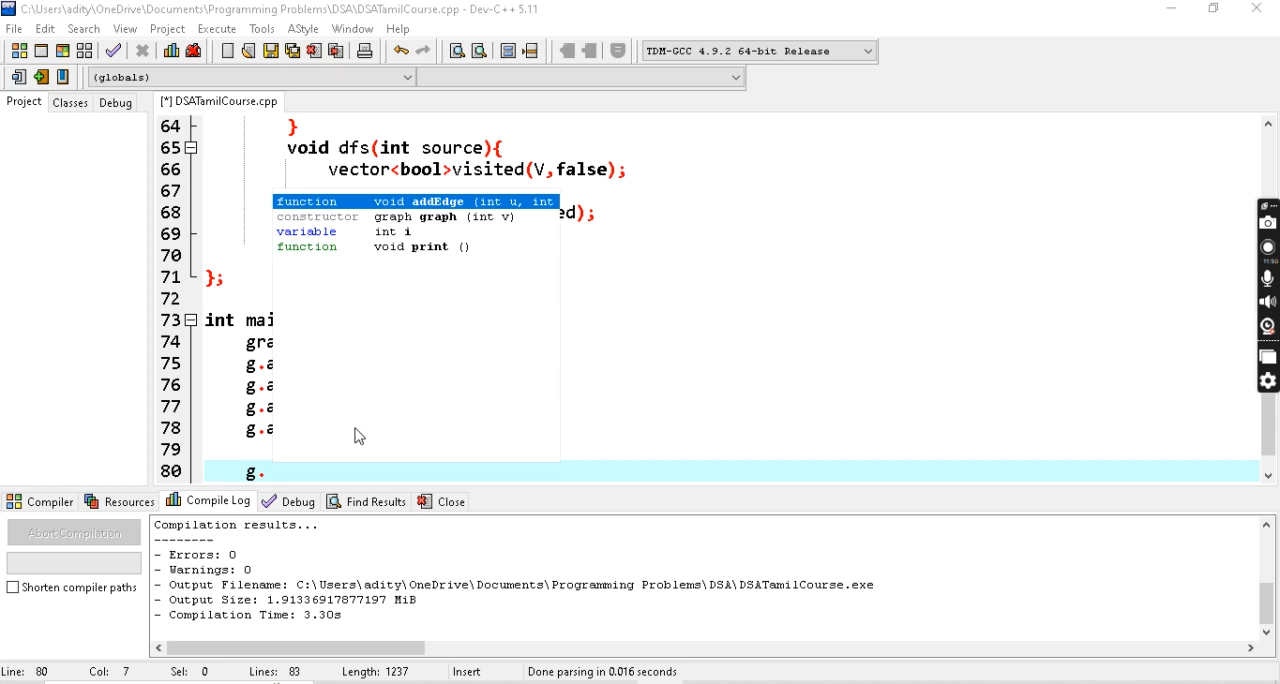 C:\Users\adity\OneDrive\Documents\Programming Problems\DSA\DSATamilCourse.cpp - Dev-C++ 5.11
File Edit Search View Project Execute Tools AStyle Window Help
TDM-GCC 4.9.2 64-bit Release
(globals)
Project Classes Debug [*] DSATamilCourse.cpp
64 }
65 void dfs(int source){
66 vector<bool>visited(V,false);
67
function void addEdge (int u, int
68 ed);
constructor graph graph (int v)
69 variable int i
function void print ()
70
71 };
72
73 int mai
74 gra
75 g.a
76 g.a
77 g.a
78 g.a
79
80 g.
Compiler Resources Compile Log Debug Find Results Close
Abort Compilation
Shorten compiler paths
Compilation results...
--------
- Errors: 0
- Warnings: 0
- Output Filename: C:\Users\adity\OneDrive\Documents\Programming Problems\DSA\DSATamilCourse.exe
- Output Size: 1.91336917877197 MiB
- Compilation Time: 3.30s
Line: 80 Col: 7 Sel: 0 Lines: 83 Length: 1237 Insert Done parsing in 0.016 seconds